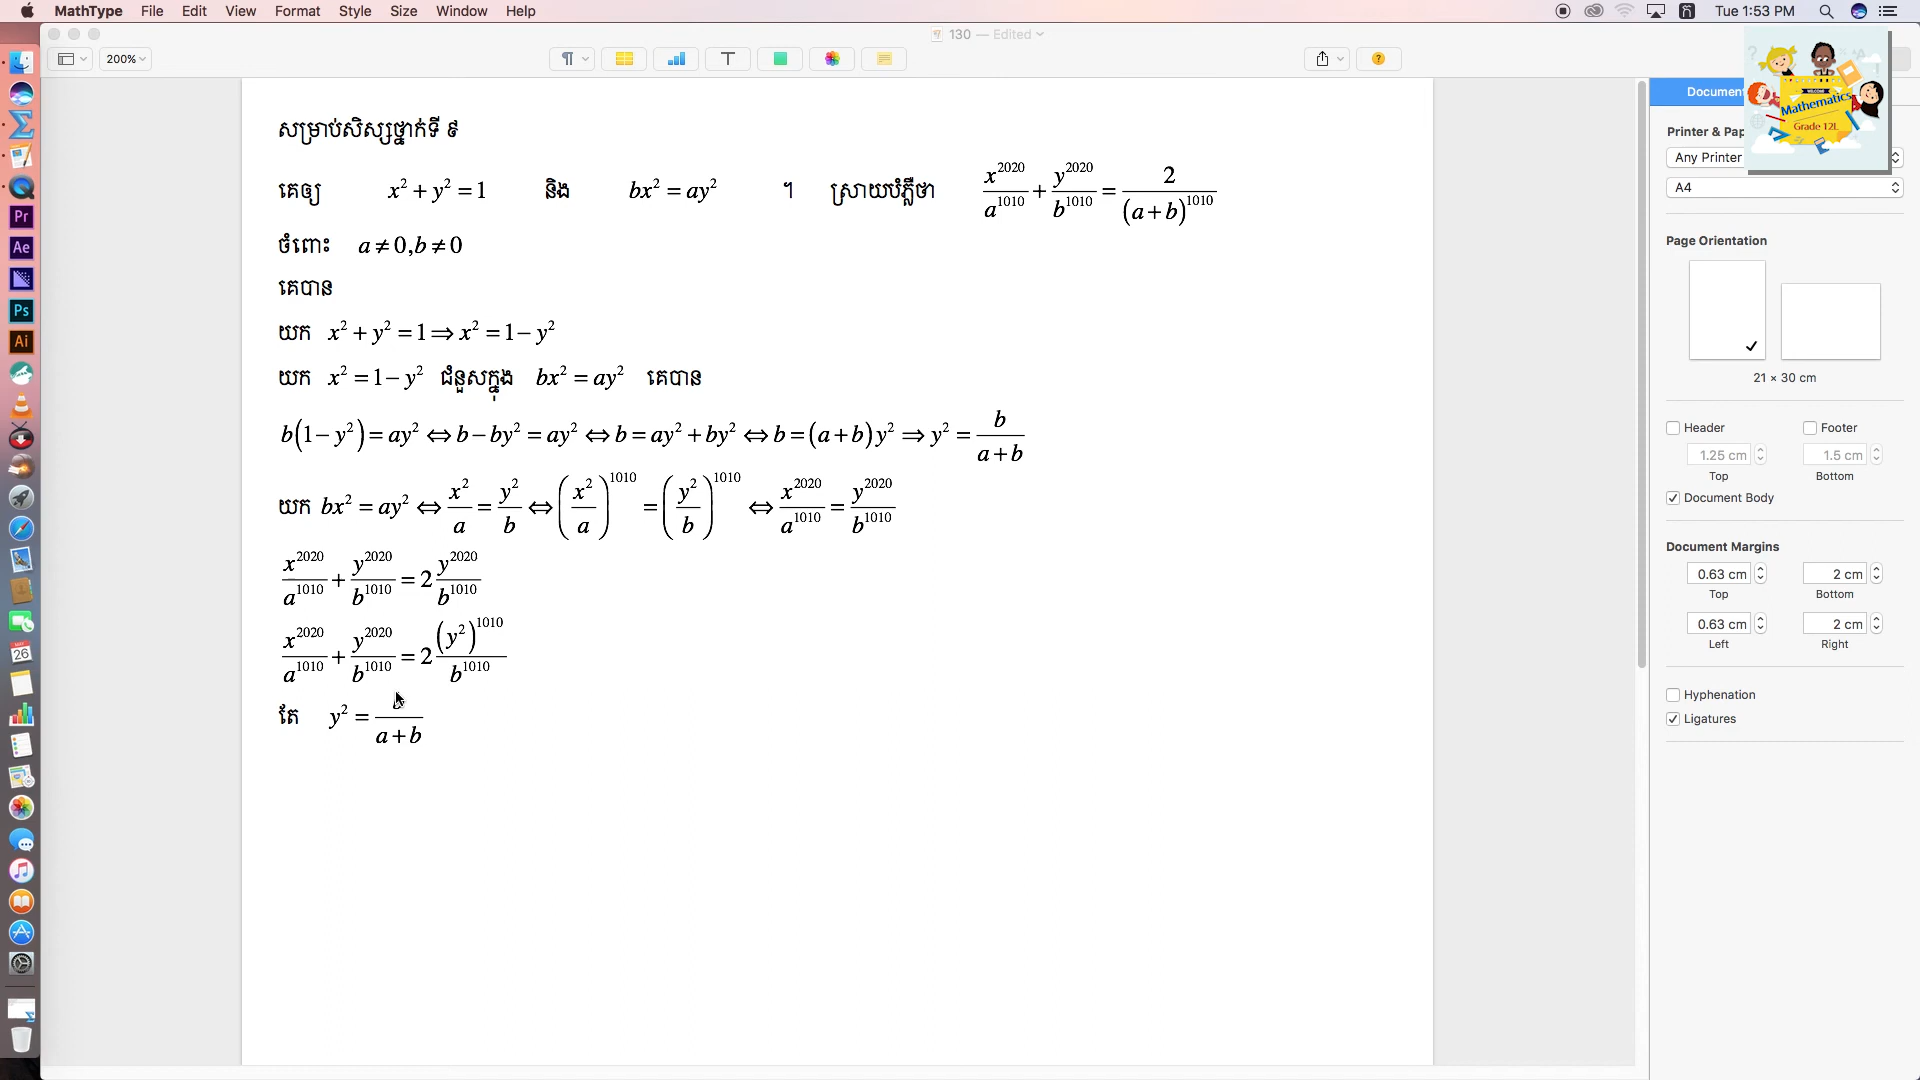 MathType File Edit View Format Style Size Window Help Tue 1:53 PM
130 — Edited
200%
WELCOME
Mathematics
Grade 12L
សម្រាប់សិស្សថ្នាក់ទី ៩
គេឲ្យ x² + y² = 1 និង bx² = ay² ។ ស្រាយបំភ្លឺថា x²⁰²⁰/a¹⁰¹⁰ + y²⁰²⁰/b¹⁰¹⁰ = 2/(a+b)¹⁰¹⁰
ចំពោះ a ≠ 0, b ≠ 0
គេបាន
យក x² + y² = 1 ⇒ x² = 1 − y²
យក x² = 1 − y² ជំនួសក្នុង bx² = ay² គេបាន
b(1 − y²) = ay² ⇔ b − by² = ay² ⇔ b = ay² + by² ⇔ b = (a + b)y² ⇒ y² = b/(a+b)
យក bx² = ay² ⇔ x²/a = y²/b ⇔ (x²/a)¹⁰¹⁰ = (y²/b)¹⁰¹⁰ ⇔ x²⁰²⁰/a¹⁰¹⁰ = y²⁰²⁰/b¹⁰¹⁰
x²⁰²⁰/a¹⁰¹⁰ + y²⁰²⁰/b¹⁰¹⁰ = 2 y²⁰²⁰/b¹⁰¹⁰
x²⁰²⁰/a¹⁰¹⁰ + y²⁰²⁰/b¹⁰¹⁰ = 2 (y²)¹⁰¹⁰/b¹⁰¹⁰
តែ y² = b/(a+b)
Document
Printer & Pap
Any Printer
A4
Page Orientation
21 × 30 cm
Header Footer
1.25 cm 1.5 cm
Top Bottom
Document Body
Document Margins
0.63 cm 2 cm
Top Bottom
0.63 cm 2 cm
Left Right
Hyphenation
Ligatures
Pr
Ae
Ps
Ai
26